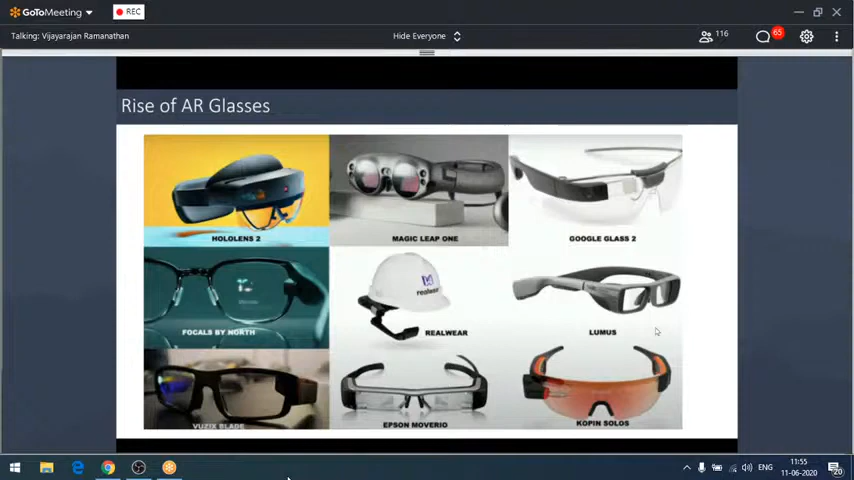 GoToMeeting
REC
Talking: Vijayarajan Ramanathan
Hide Everyone
116
65
Rise of AR Glasses
HOLOLENS 2
MAGIC LEAP ONE
GOOGLE GLASS 2
FOCALS BY NORTH
realwear
REALWEAR
LUMUS
VUZIX BLADE
EPSON MOVERIO
KOPIN SOLOS
ENG
11:55
11-06-2020
20